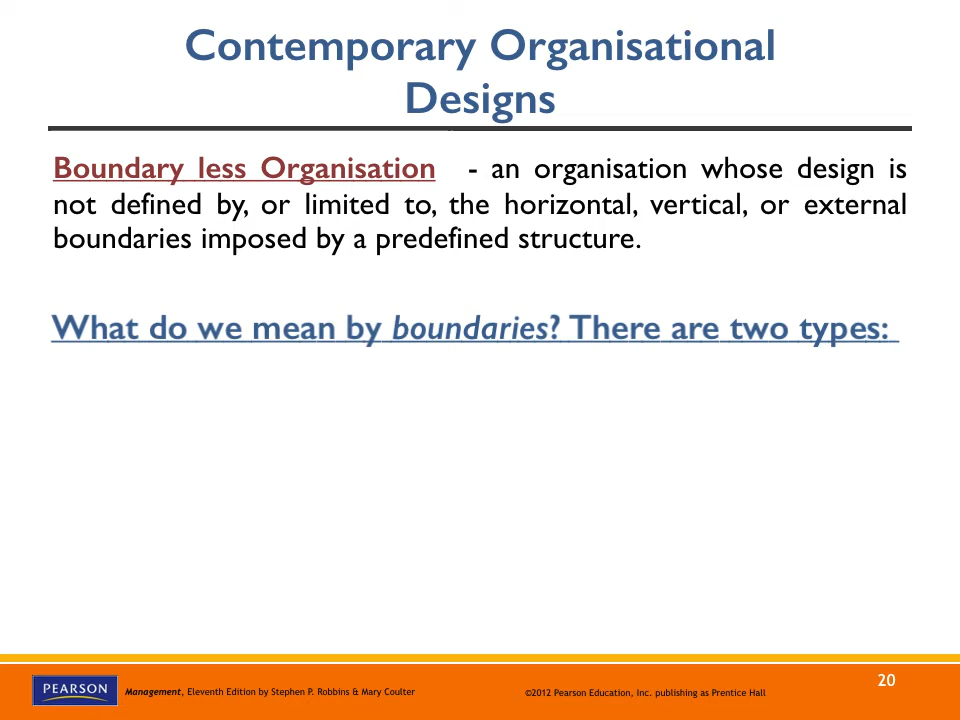 Contemporary Organisational
Designs
Boundary less Organisation - an organisation whose design is
not defined by, or limited to, the horizontal, vertical, or external
boundaries imposed by a predefined structure.
What do we mean by boundaries? There are two types:
20
PEARSON
Management, Eleventh Edition by Stephen P. Robbins & Mary Coulter
©2012 Pearson Education, Inc. publishing as Prentice Hall